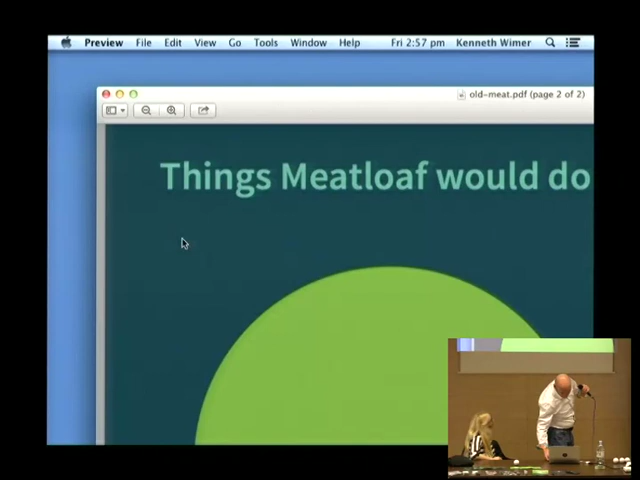 Preview File Edit View Go Tools Window Help Fri 2:57 pm Kenneth Wimer
old-meat.pdf (page 2 of 2)
Things Meatloaf would do